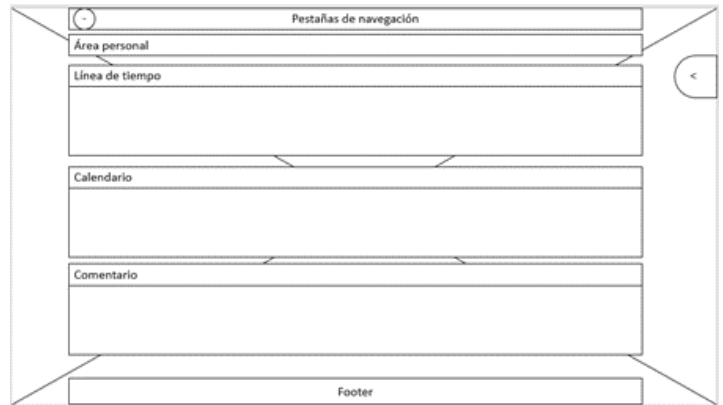 - Pestañas de navegación
Área personal
<
Línea de tiempo
Calendario
Comentario
Footer